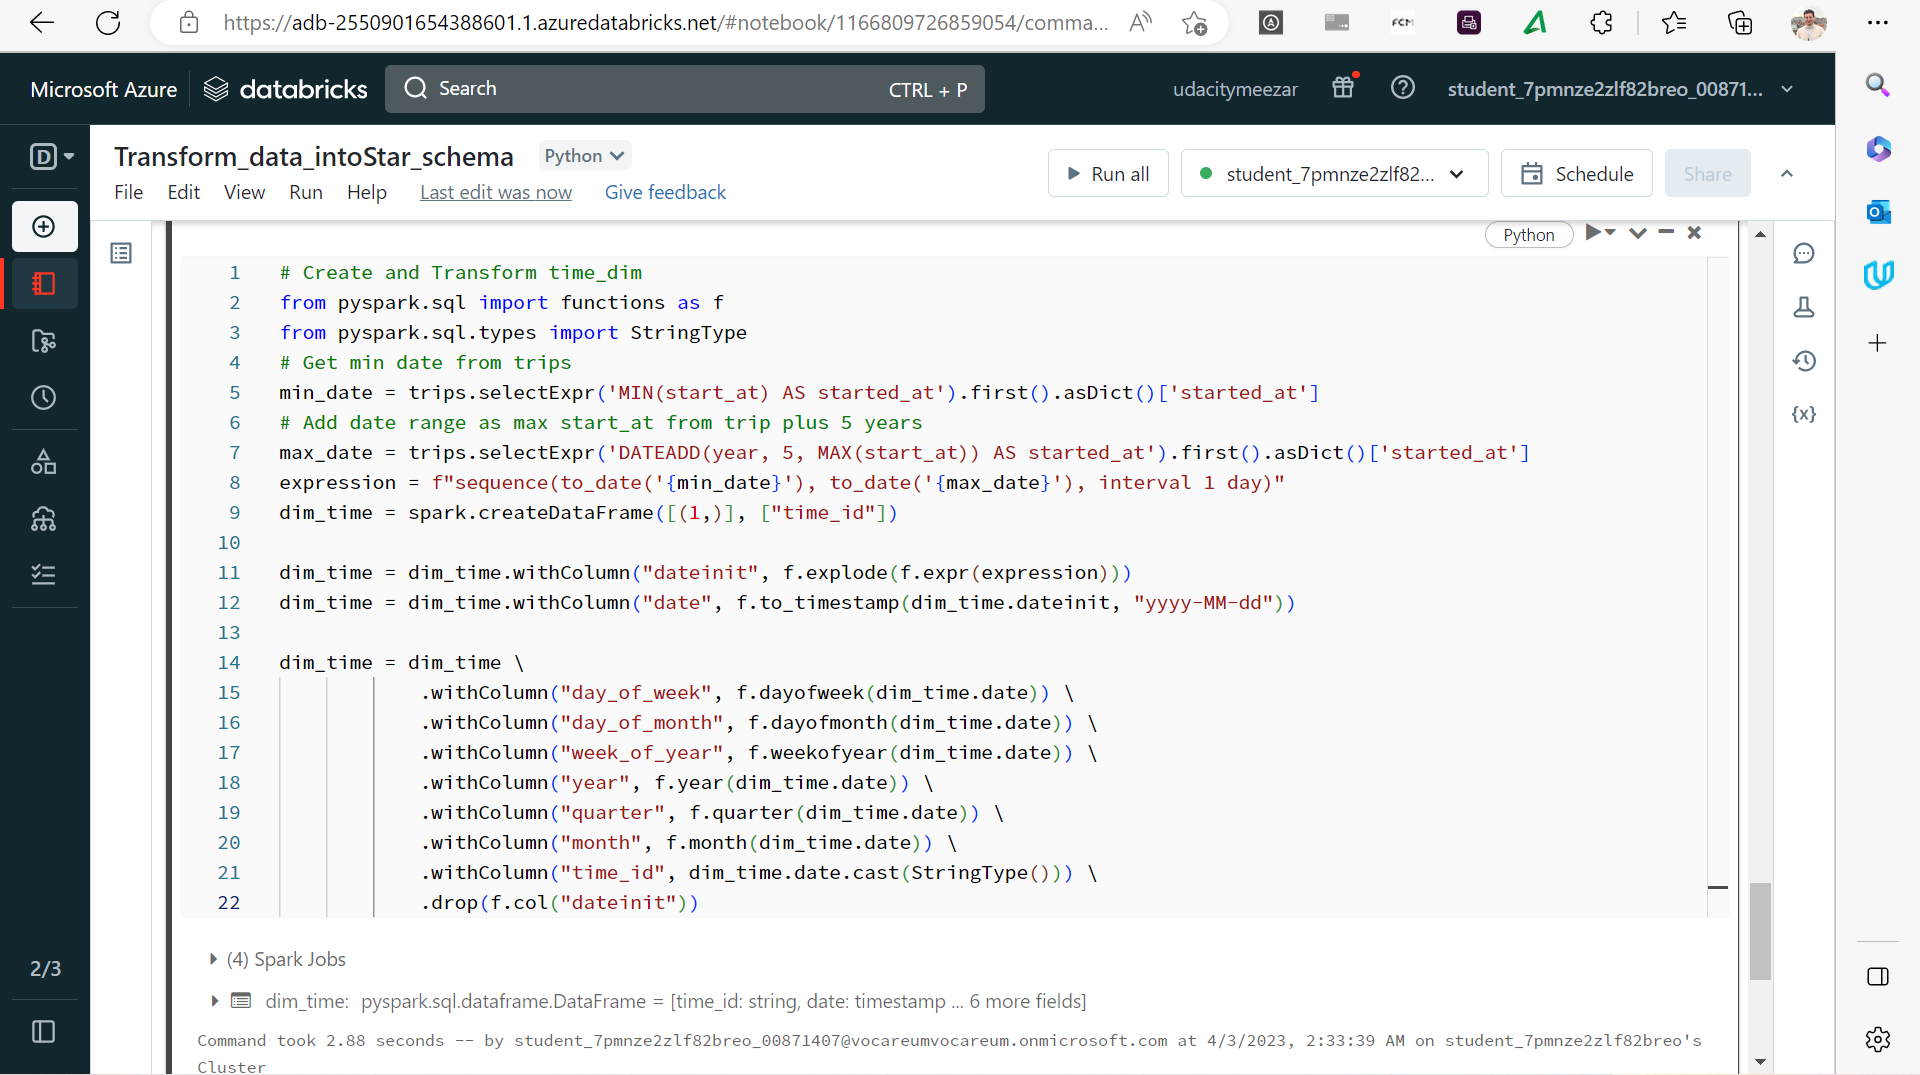 https://adb-2550901654388601.1.azuredatabricks.net/#notebook/1166809726859054/comma...
Microsoft Azure databricks Search CTRL + P udacitymeezar student_7pmnze2zlf82breo_00871...
Transform_data_intoStar_schema Python
File Edit View Run Help Last edit was now Give feedback
Run all student_7pmnze2zlf82... Schedule Share
Python
1 # Create and Transform time_dim
2 from pyspark.sql import functions as f
3 from pyspark.sql.types import StringType
4 # Get min date from trips
5 min_date = trips.selectExpr('MIN(start_at) AS started_at').first().asDict()['started_at']
6 # Add date range as max start_at from trip plus 5 years
7 max_date = trips.selectExpr('DATEADD(year, 5, MAX(start_at)) AS started_at').first().asDict()['started_at']
8 expression = f"sequence(to_date('{min_date}'), to_date('{max_date}'), interval 1 day)"
9 dim_time = spark.createDataFrame([(1,)], ["time_id"])
10
11 dim_time = dim_time.withColumn("dateinit", f.explode(f.expr(expression)))
12 dim_time = dim_time.withColumn("date", f.to_timestamp(dim_time.dateinit, "yyyy-MM-dd"))
13
14 dim_time = dim_time \
15 .withColumn("day_of_week", f.dayofweek(dim_time.date)) \
16 .withColumn("day_of_month", f.dayofmonth(dim_time.date)) \
17 .withColumn("week_of_year", f.weekofyear(dim_time.date)) \
18 .withColumn("year", f.year(dim_time.date)) \
19 .withColumn("quarter", f.quarter(dim_time.date)) \
20 .withColumn("month", f.month(dim_time.date)) \
21 .withColumn("time_id", dim_time.date.cast(StringType())) \
22 .drop(f.col("dateinit"))
(4) Spark Jobs
dim_time: pyspark.sql.dataframe.DataFrame = [time_id: string, date: timestamp ... 6 more fields]
Command took 2.88 seconds -- by student_7pmnze2zlf82breo_00871407@vocareumvocareum.onmicrosoft.com at 4/3/2023, 2:33:39 AM on student_7pmnze2zlf82breo's
Cluster
2/3